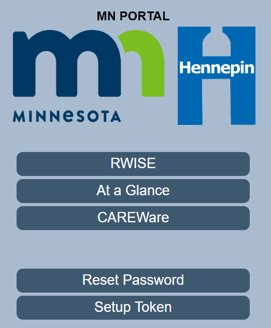 MN PORTAL
mn
MINNESOTA
Hennepin
RWISE
At a Glance
CAREWare
Reset Password
Setup Token